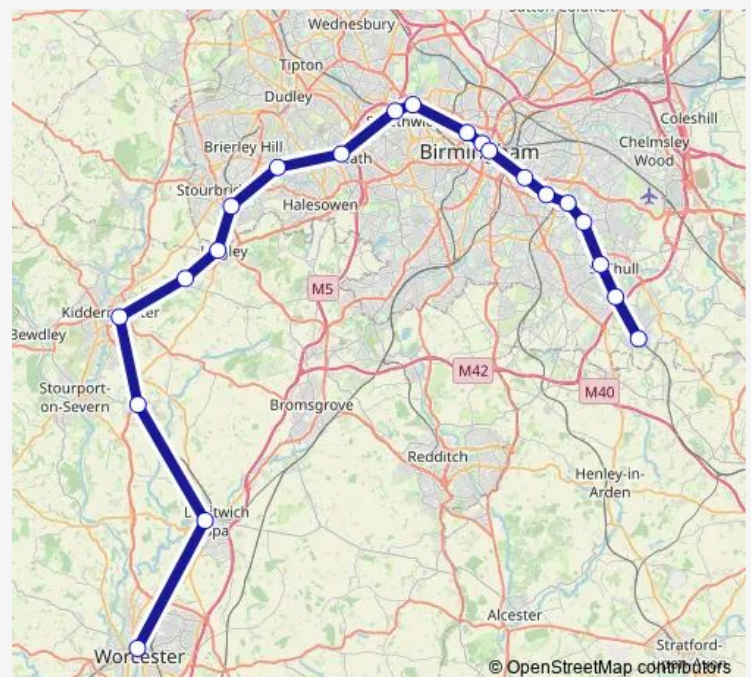 Wednesbury
Tipton
Dudley
Coleshill
Chelmsley
Wood
Brierley Hill
Birmingham
Halesowen
M5
Bewdley
Stourport-
on-Severn
M42
M40
Bromsgrove
Redditch
Henley-in-
Arden
Alcester
Worcester
Stratford-
© OpenStreetMap contributors